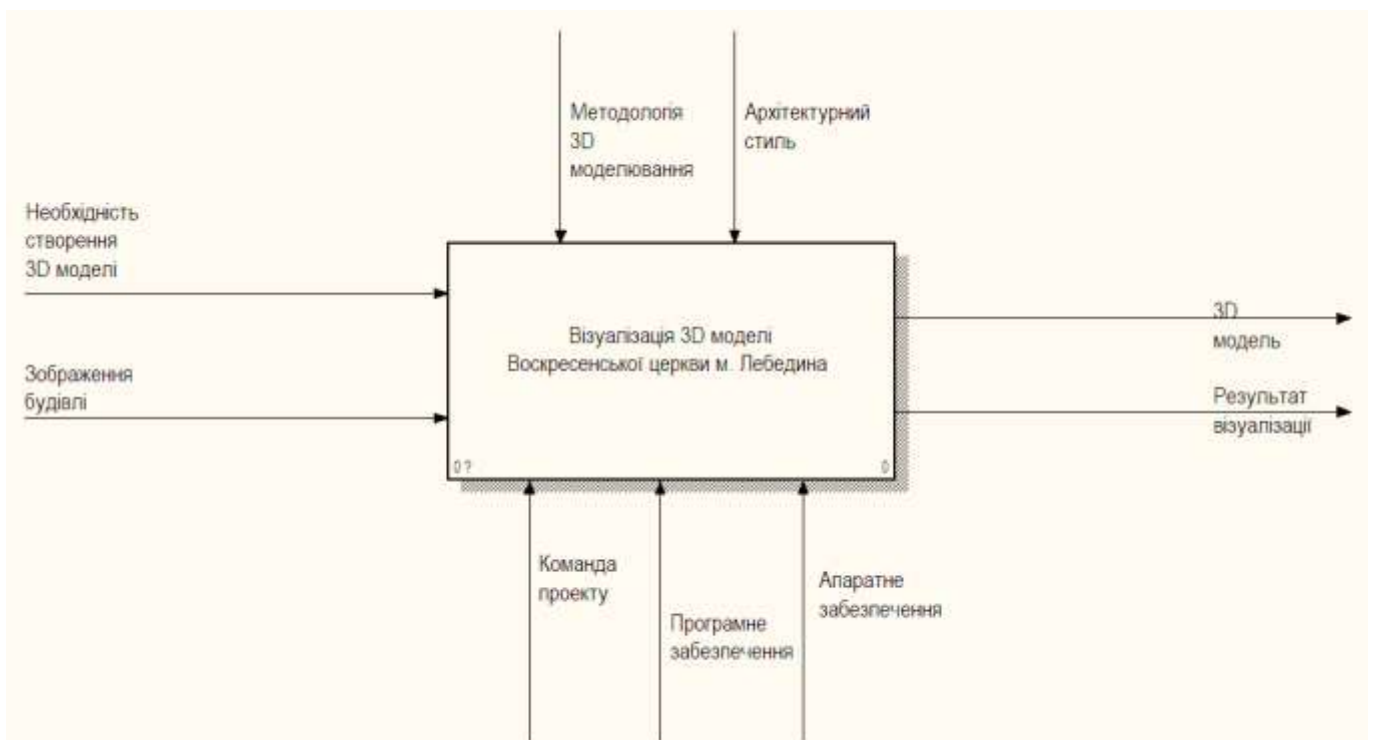 Методологія
3D
моделювання
Архітектурний
стиль
Необхідність
створення
3D моделі
Зображення
будівлі
Візуалізація 3D моделі
Воскресенської церкви м. Лебедина
0 ?
0
3D
модель
Результат
візуалізації
Команда
проекту
Програмне
забезпечення
Апаратне
забезпечення